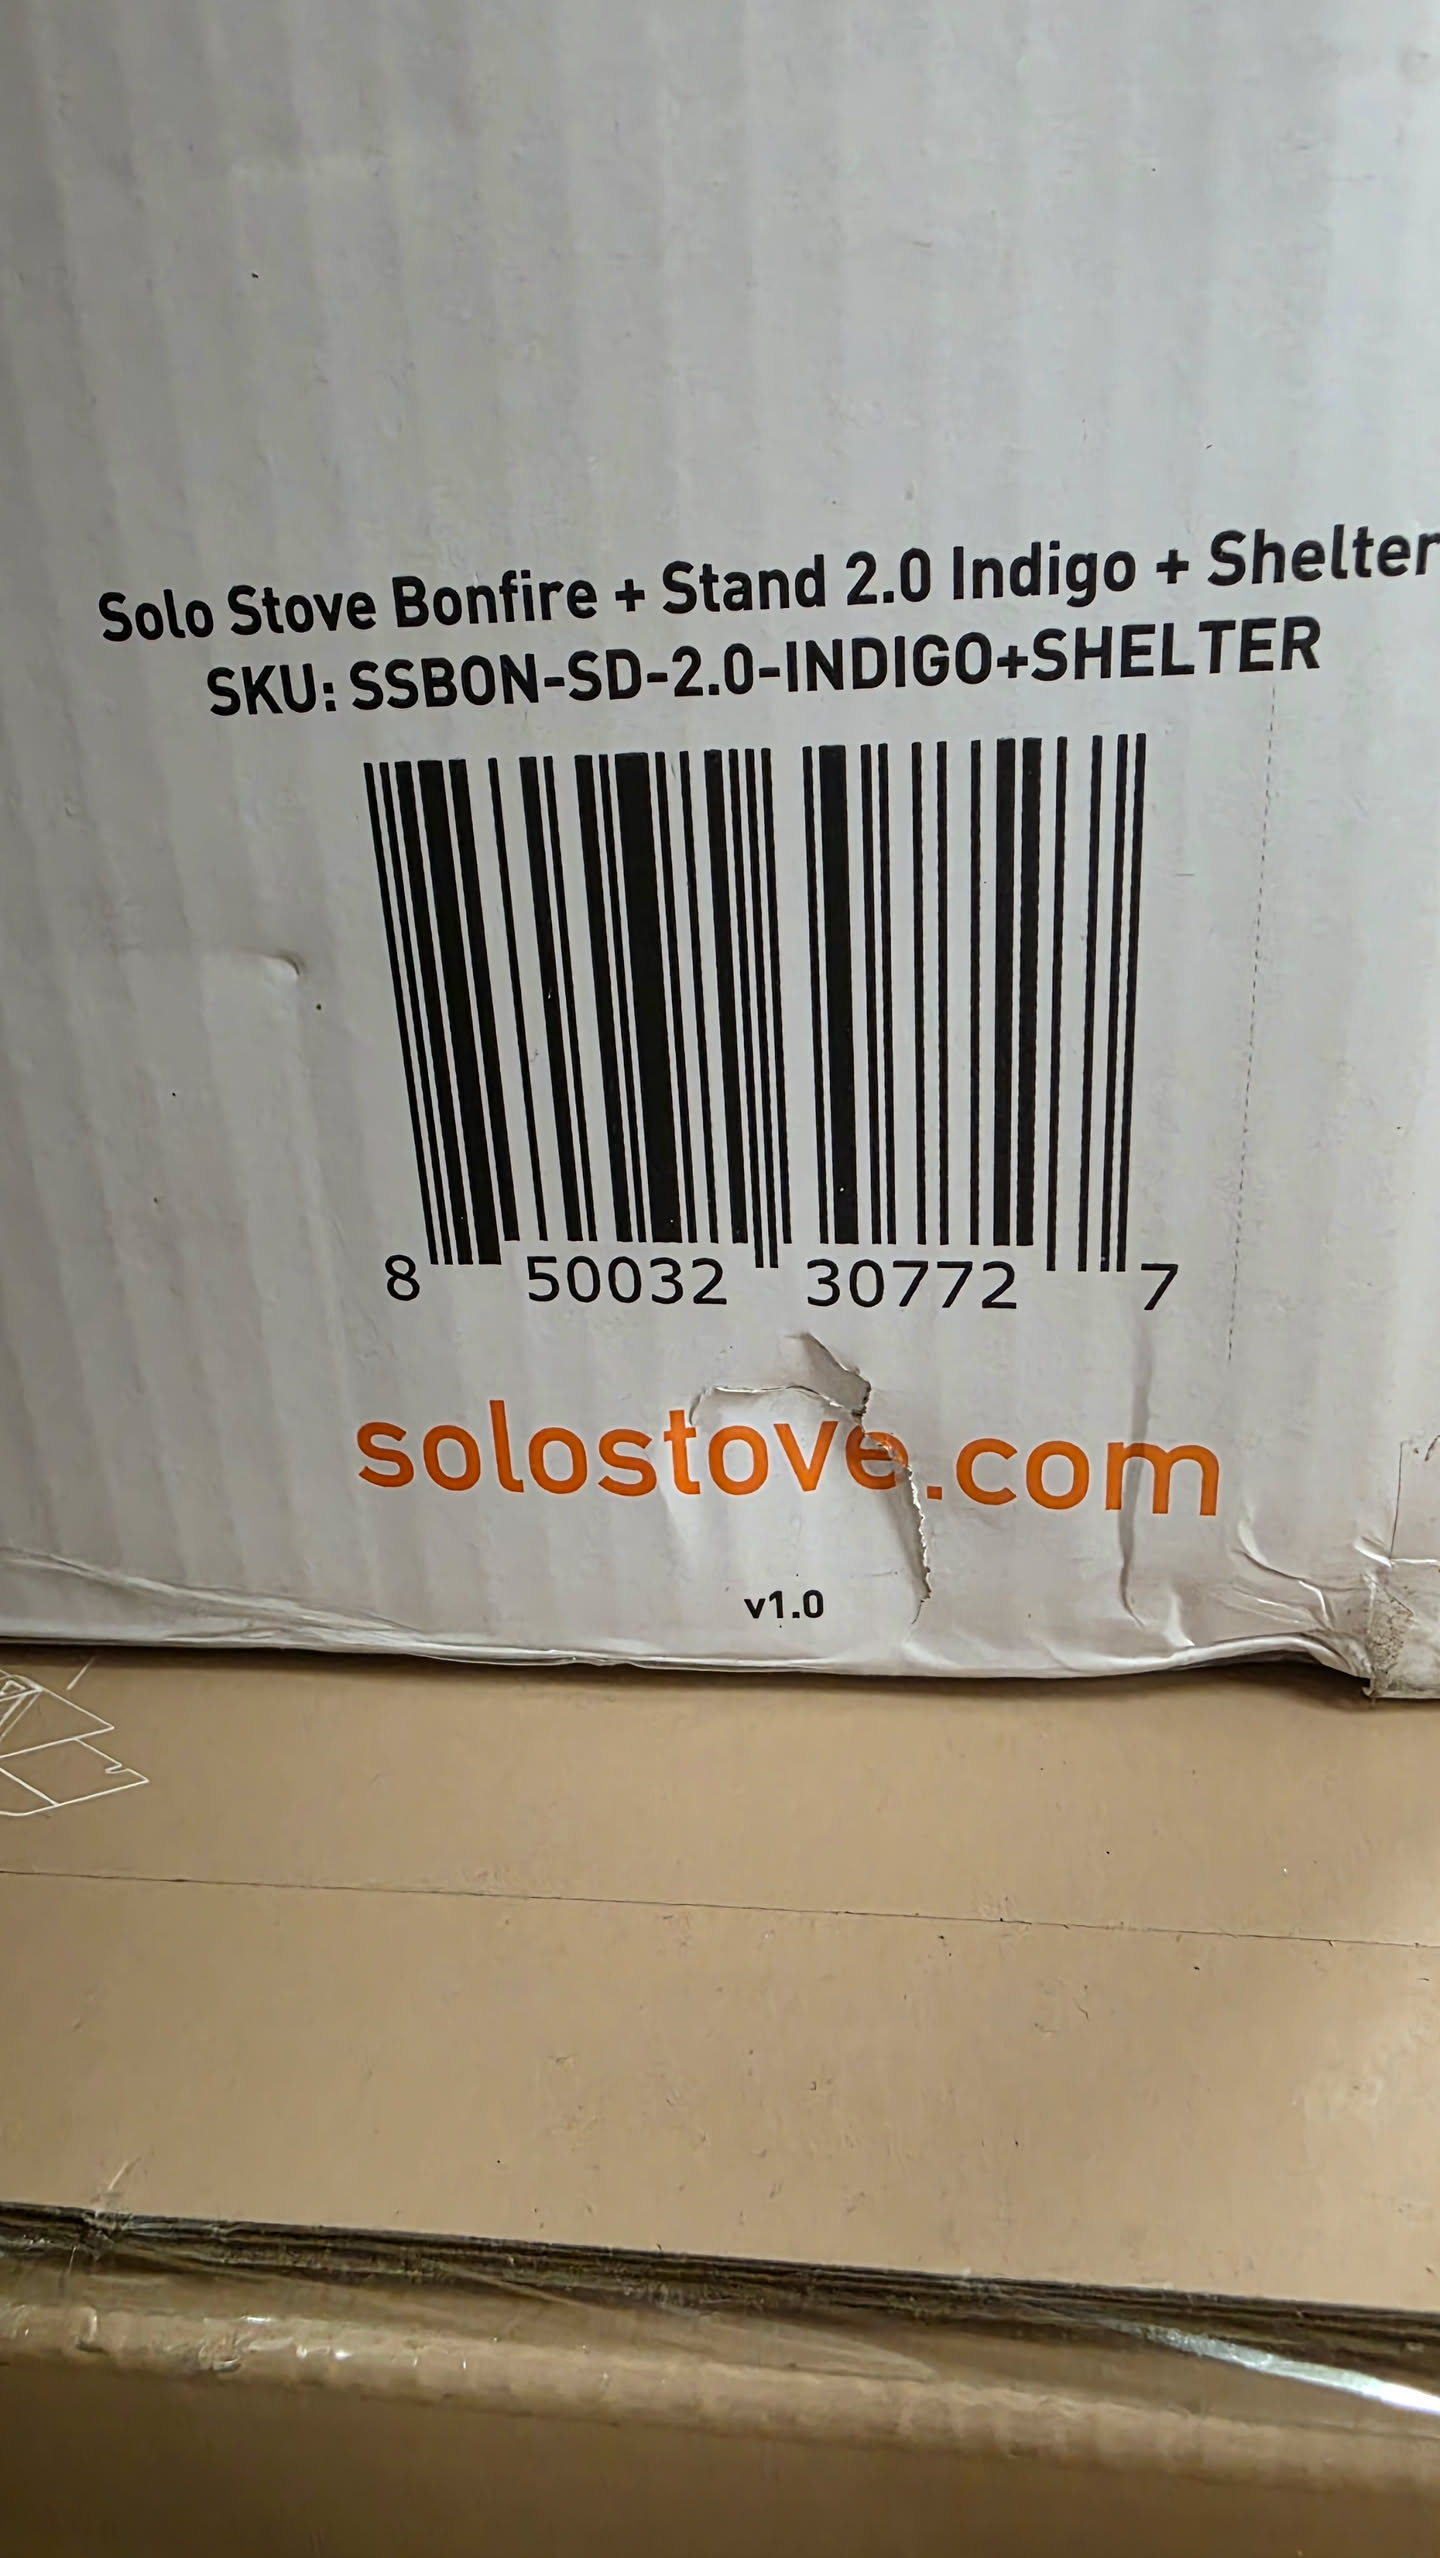 Solo Stove Bonfire + Stand 2.0 Indigo + Shelter
SKU: SSBON-SD-2.0-INDIGO+SHELTER
8 50032 30772 7
solostove.com
v1.0